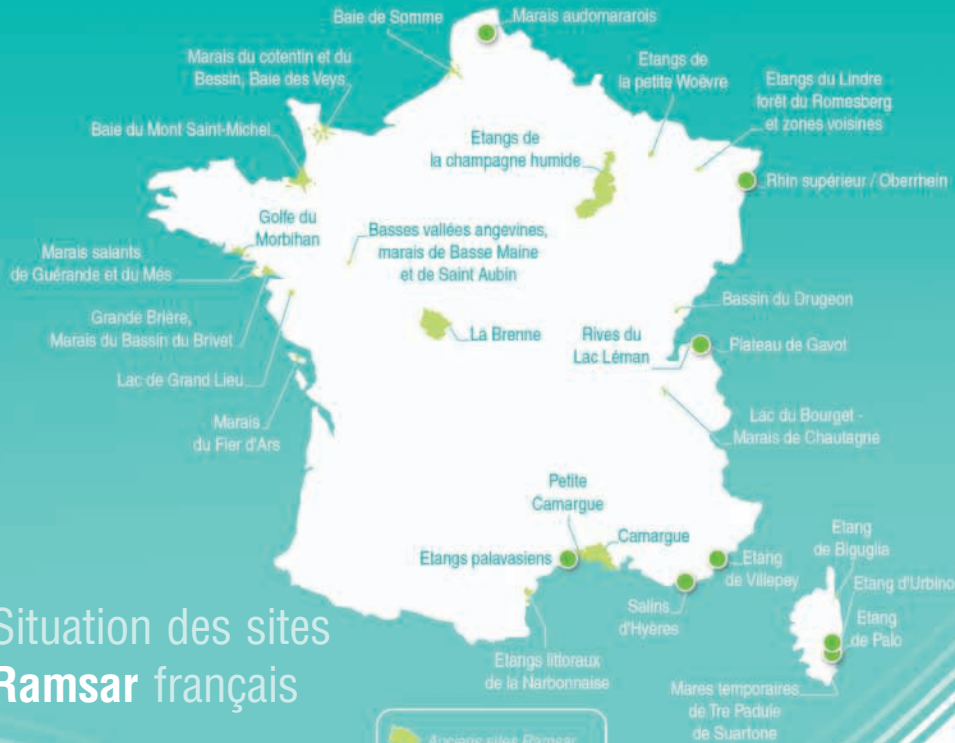 Baie de Somme
Marais audomararois
Marais du cotentin et du
Bessin, Baie des Veys
Etangs de
la petite Woëvre
Etangs du Lindre
forêt du Romesberg
et zones voisines
Baie du Mont Saint-Michel
Etangs de
la champagne humide
Rhin supérieur / Oberrhein
Golfe du
Morbihan
Basses vallées angevines,
marais de Basse Maine
et de Saint Aubin
Marais salants
de Guérande et du Més
Bassin du Drugeon
Grande Brière,
Marais du Bassin du Brivet
La Brenne
Rives du
Lac Léman
Plateau de Gavot
Lac de Grand Lieu
Marais
du Fier d'Ars
Lac du Bourget -
Marais de Chautagne
Petite
Camargue
Camargue
Etangs palavasiens
Etang
de Villepey
Salins
d'Hyères
Etang
de Biguglia
Etang d'Urbino
Etang
de Palo
Etangs littoraux
de la Narbonnaise
Mares temporaires
de Tre Padule
de Suartone
Situation des sites
Ramsar français
Anciens sites Ramsar